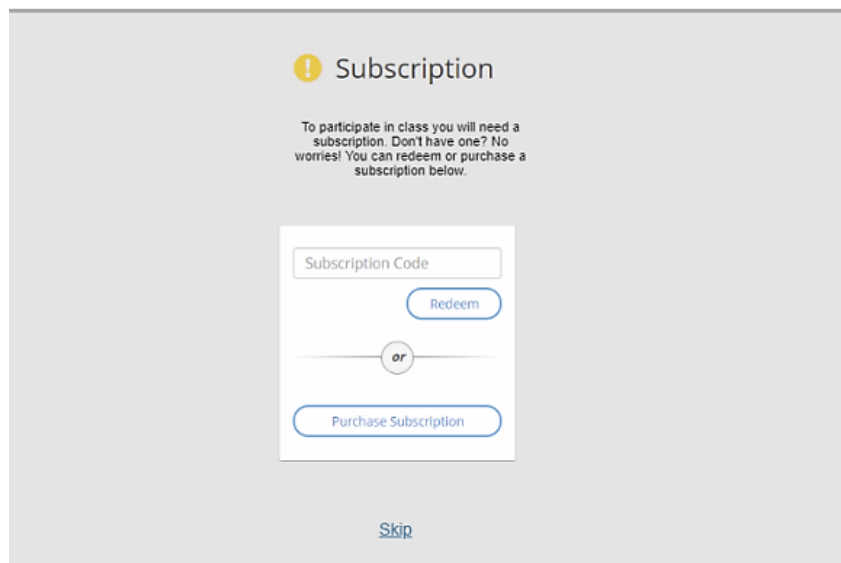 Subscription
To participate in class you will need a
subscription. Don't have one? No
worries! You can redeem or purchase a
subscription below.
Subscription Code
Redeem
or
Purchase Subscription
Skip